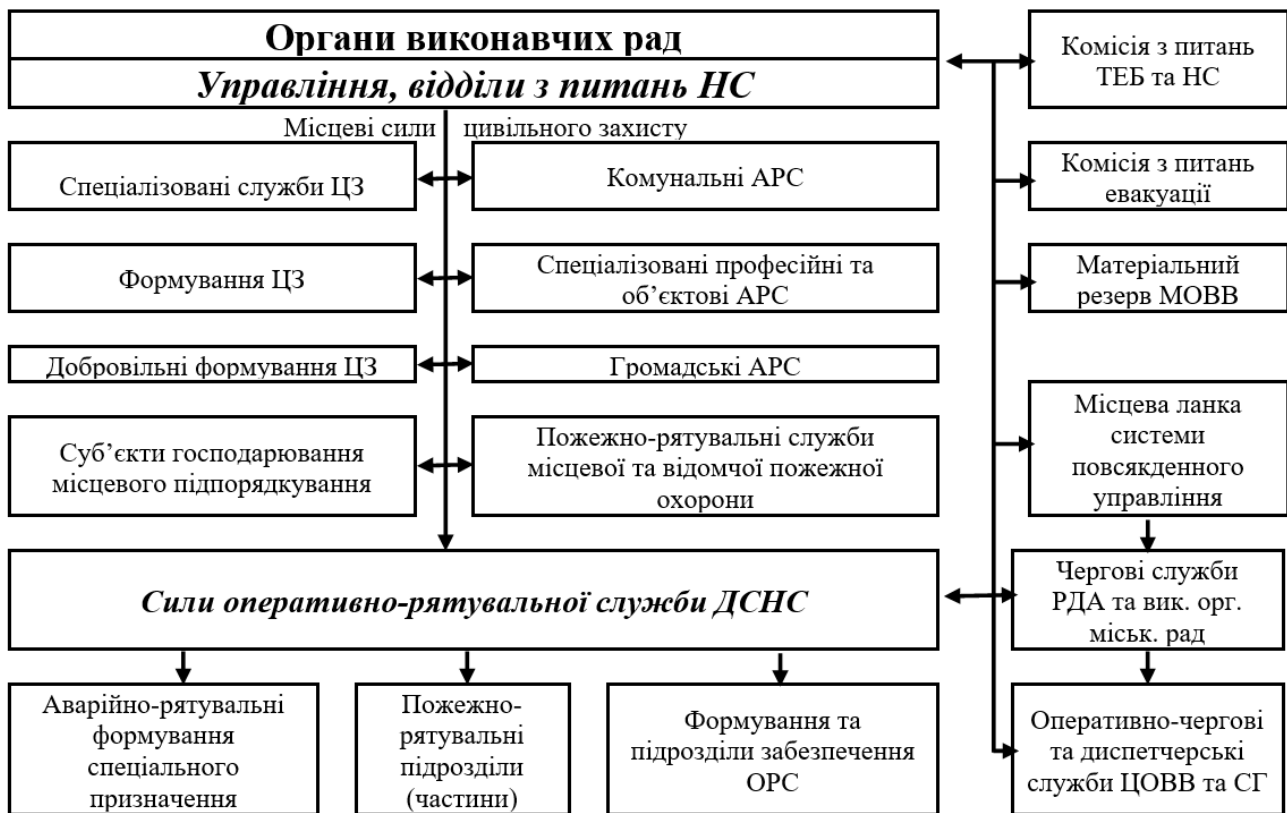 Органи виконавчих рад
Управління, відділи з питань НС
Місцеві сили цивільного захисту
Спеціалізовані служби ЦЗ
Комунальні АРС
Формування ЦЗ
Спеціалізовані професійні та
об’єктові АРС
Добровільні формування ЦЗ
Громадські АРС
Суб’єкти господарювання
місцевого підпорядкування
Пожежно-рятувальні служби
місцевої та відомчої пожежної
охорони
Сили оперативно-рятувальної служби ДСНС
Аварійно-рятувальні
формування
спеціального
призначення
Пожежно-
рятувальні
підрозділи
(частини)
Формування та
підрозділи забезпечення
ОРС
Комісія з питань
ТЕБ та НС
Комісія з питань
евакуації
Матеріальний
резерв МОВВ
Місцева ланка
системи
повсякденного
управління
Чергові служби
РДА та вик. орг.
міськ. рад
Оперативно-чергові
та диспетчерські
служби ЦОВВ та СГ